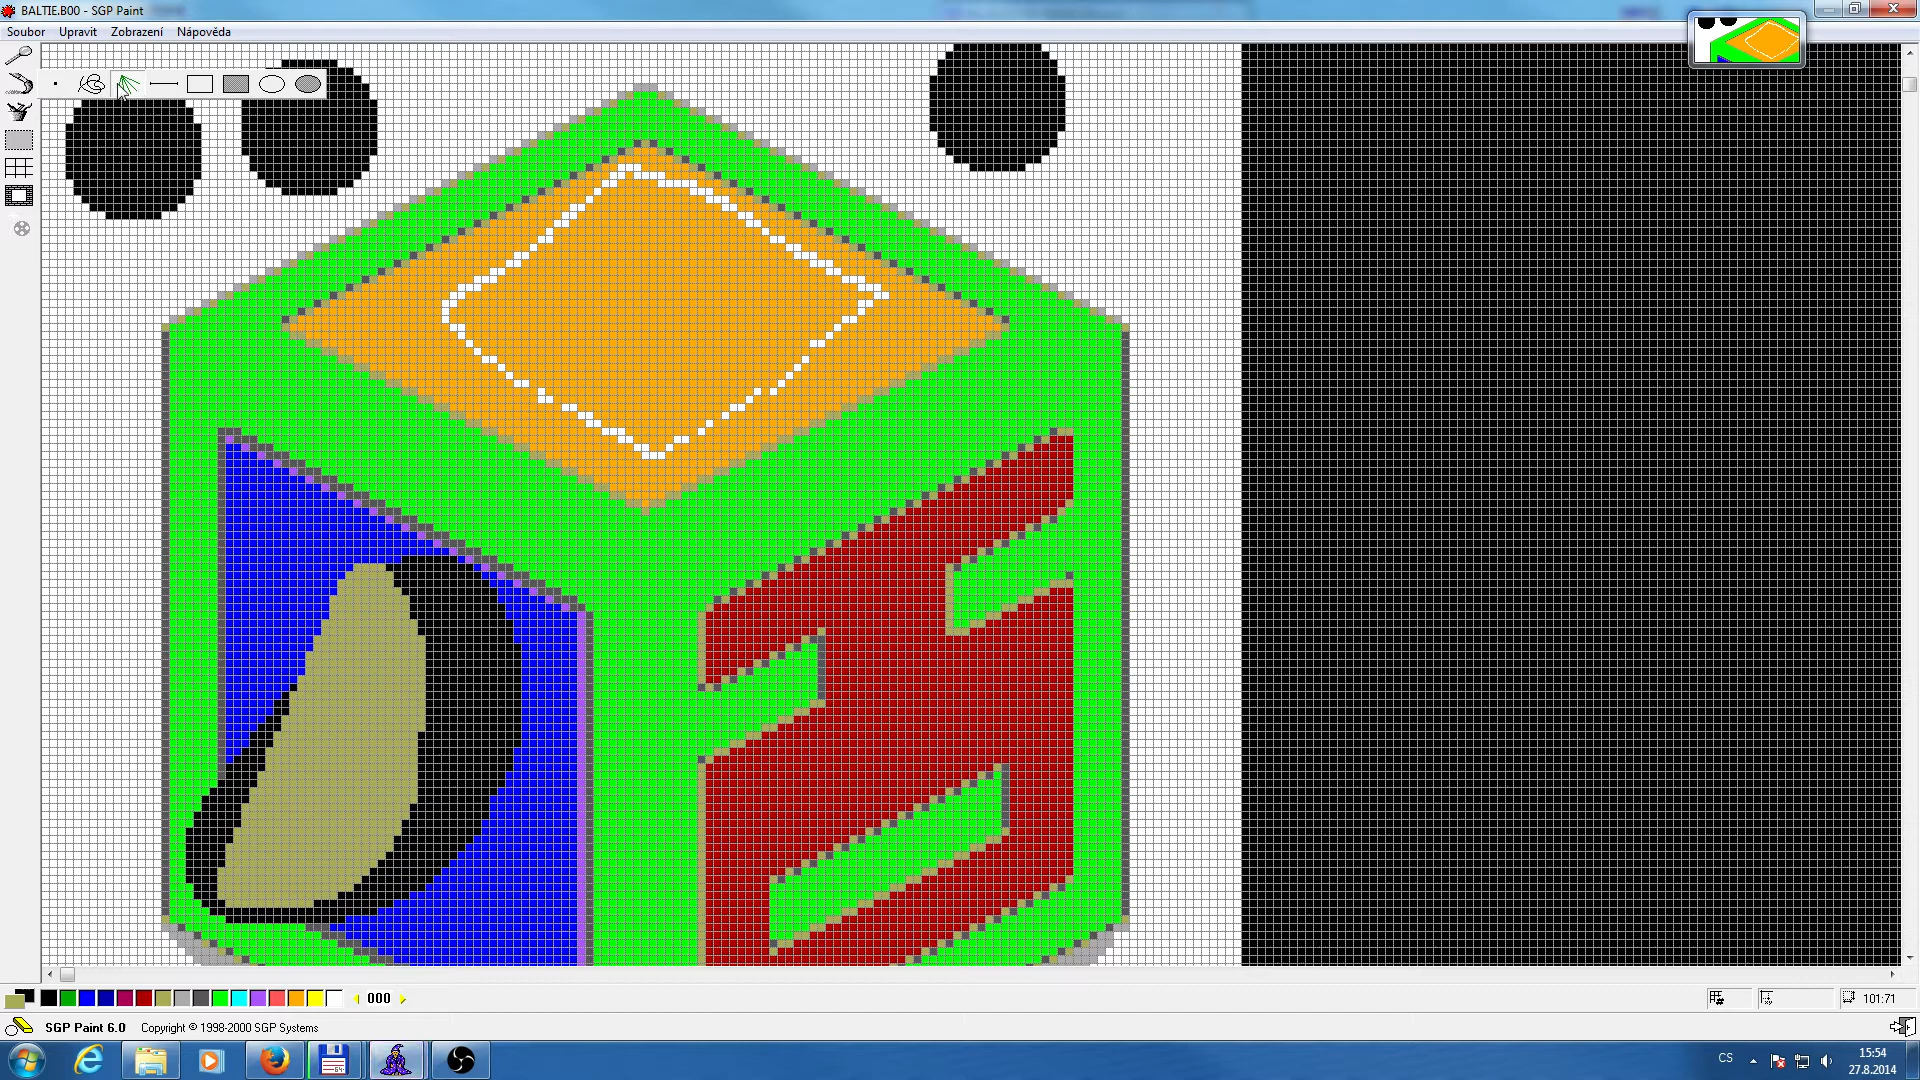 BALTIE.B00 - SGP Paint
Soubor Upravit Zobrazení Nápověda
000
101:71
SGP Paint 6.0 Copyright © 1998-2000 SGP Systems
CS
15:54
27.8.2014